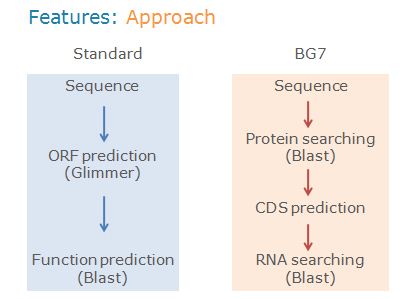 Features: Approach
Standard
Sequence
ORF prediction
(Glimmer)
Function prediction
(Blast)
BG7
Sequence
Protein searching
(Blast)
CDS prediction
RNA searching
(Blast)